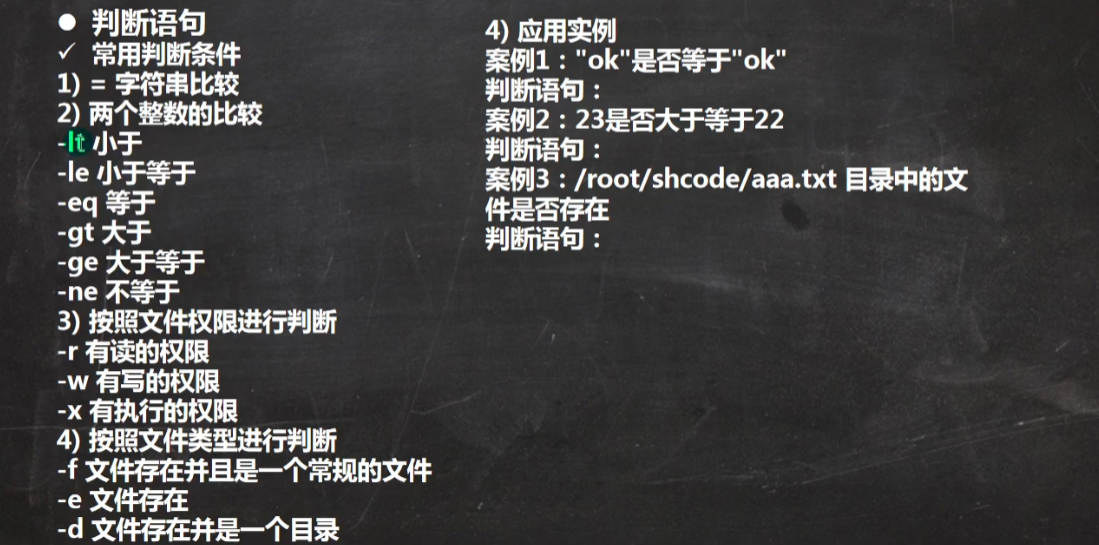 ● 判断语句
✓ 常用判断条件
1) = 字符串比较
2) 两个整数的比较
-lt 小于
-le 小于等于
-eq 等于
-gt 大于
-ge 大于等于
-ne 不等于
3) 按照文件权限进行判断
-r 有读的权限
-w 有写的权限
-x 有执行的权限
4) 按照文件类型进行判断
-f 文件存在并且是一个常规的文件
-e 文件存在
-d 文件存在并是一个目录
4) 应用实例
案例1："ok"是否等于"ok"
判断语句：
案例2：23是否大于等于22
判断语句：
案例3：/root/shcode/aaa.txt 目录中的文
件是否存在
判断语句：